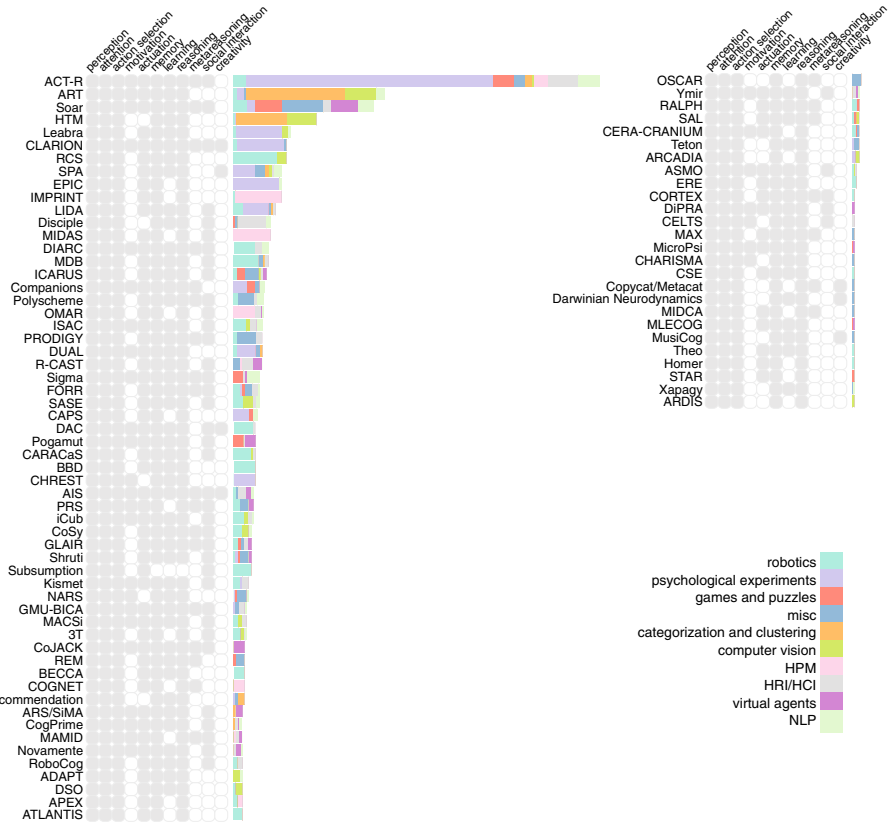 perception
attention
action selection
motivation
actuation
memory
learning
reasoning
metareasoning
social interaction
creativity
ACT-R
ART
Soar
HTM
Leabra
CLARION
RCS
SPA
EPIC
IMPRINT
LIDA
Disciple
MIDAS
DIARC
MDB
ICARUS
Companions
Polyscheme
OMAR
ISAC
PRODIGY
DUAL
R-CAST
Sigma
FORR
SASE
CAPS
DAC
Pogamut
CARACaS
BBD
CHREST
AIS
PRS
iCub
CoSy
GLAIR
Shruti
Subsumption
Kismet
NARS
GMU-BICA
MACSi
3T
CoJACK
REM
BECCA
COGNET
commendation
ARS/SiMA
CogPrime
MAMID
Novamente
RoboCog
ADAPT
DSO
APEX
ATLANTIS
perception
attention
action selection
motivation
actuation
memory
learning
reasoning
metareasoning
social interaction
creativity
OSCAR
Ymir
RALPH
SAL
CERA-CRANIUM
Teton
ARCADIA
ASMO
ERE
CORTEX
DiPRA
CELTS
MAX
MicroPsi
CHARISMA
CSE
Copycat/Metacat
Darwinian Neurodynamics
MIDCA
MLECOG
MusiCog
Theo
Homer
STAR
Xapagy
ARDIS
robotics
psychological experiments
games and puzzles
misc
categorization and clustering
computer vision
HPM
HRI/HCI
virtual agents
NLP